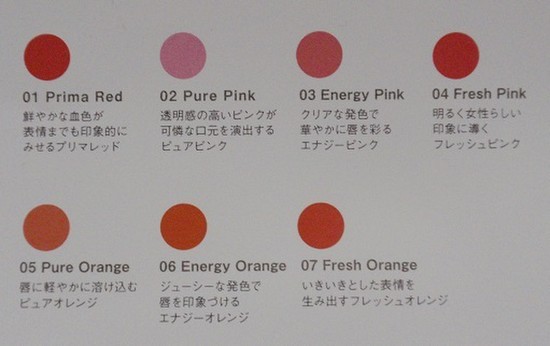 01 Prima Red
鮮やかな血色が
表情までも印象的に
みせるプリマレッド
02 Pure Pink
透明感の高いピンクが
可憐な口元を演出する
ピュアピンク
03 Energy Pink
クリアな発色で
華やかに唇を彩る
エナジーピンク
04 Fresh Pink
明るく女性らしい
印象に導く
フレッシュピンク
05 Pure Orange
唇に軽やかに溶け込む
ピュアオレンジ
06 Energy Orange
ジューシーな発色で
唇を印象づける
エナジーオレンジ
07 Fresh Orange
いきいきとした表情を
生み出すフレッシュオレンジ